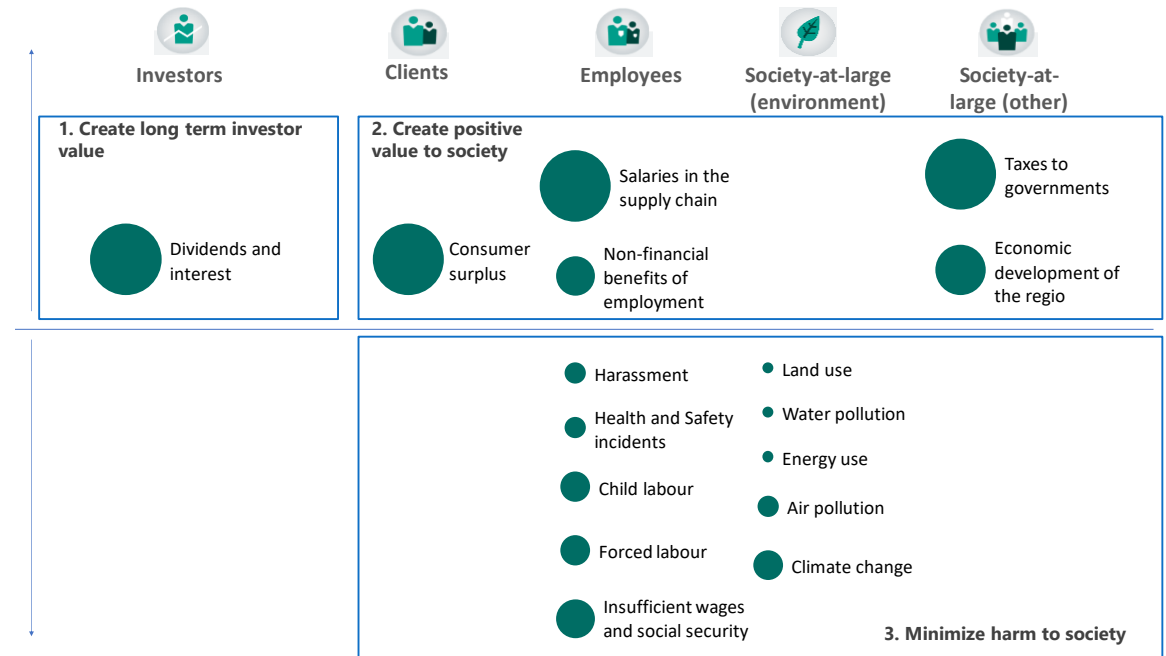 Investors
Clients
Employees
Society-at-large
(environment)
Society-at-
large (other)
1. Create long term investor
value
2. Create positive
value to society
Dividends and
interest
Consumer
surplus
Salaries in the
supply chain
Non-financial
benefits of
employment
Taxes to
governments
Economic
development of
the regio
Harassment
Health and Safety
incidents
Child labour
Forced labour
Insufficient wages
and social security
Land use
Water pollution
Energy use
Air pollution
Climate change
3. Minimize harm to society